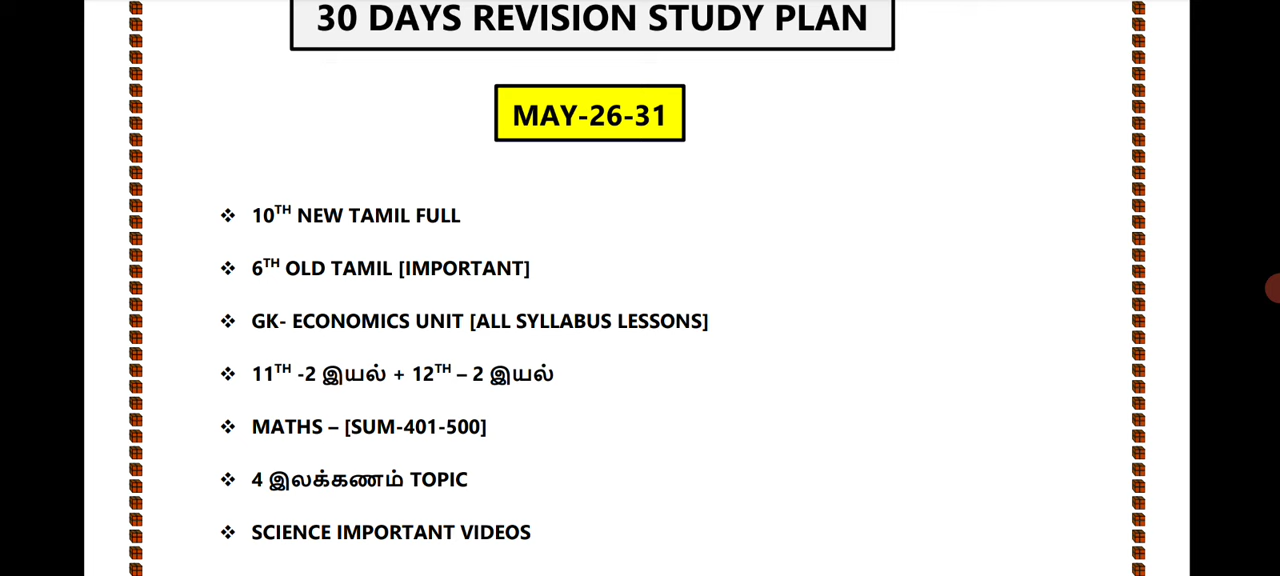 30 DAYS REVISION STUDY PLAN
MAY-26-31
❖ 10TH NEW TAMIL FULL
❖ 6TH OLD TAMIL [IMPORTANT]
❖ GK- ECONOMICS UNIT [ALL SYLLABUS LESSONS]
❖ 11TH -2 இயல் + 12TH – 2 இயல்
❖ MATHS – [SUM-401-500]
❖ 4 இலக்கணம் TOPIC
❖ SCIENCE IMPORTANT VIDEOS